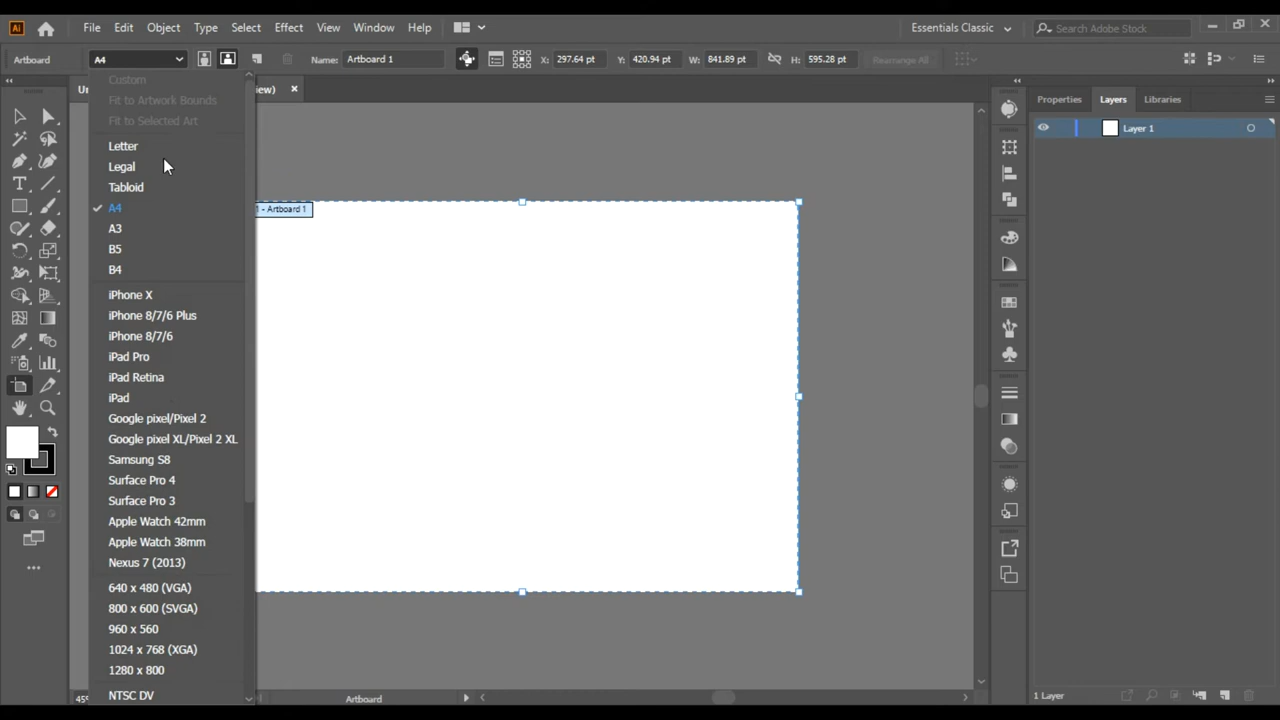 Ai File Edit Object Type Select Effect View Window Help Essentials Classic Search Adobe Stock
Artboard A4 Name: Artboard 1 X: 297.64 pt Y: 420.94 pt W: 841.89 pt H: 595.28 pt Rearrange All
Custom
Fit to Artwork Bounds
Fit to Selected Art
Letter
Legal
Tabloid
A4
A3
B5
B4
iPhone X
iPhone 8/7/6 Plus
iPhone 8/7/6
iPad Pro
iPad Retina
iPad
Google pixel/Pixel 2
Google pixel XL/Pixel 2 XL
Samsung S8
Surface Pro 4
Surface Pro 3
Apple Watch 42mm
Apple Watch 38mm
Nexus 7 (2013)
640 x 480 (VGA)
800 x 600 (SVGA)
960 x 560
1024 x 768 (XGA)
1280 x 800
NTSC DV
1 - Artboard 1
Artboard
Properties Layers Libraries
Layer 1
1 Layer